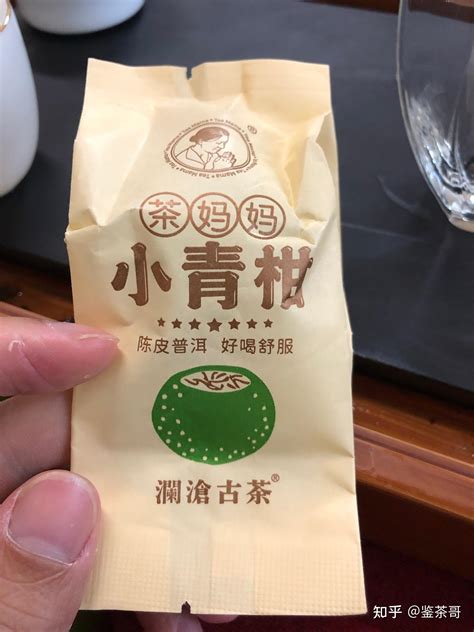 茶妈妈
小青柑
陈皮普洱 好喝舒服
瀾滄古茶®
知乎 @鉴茶哥